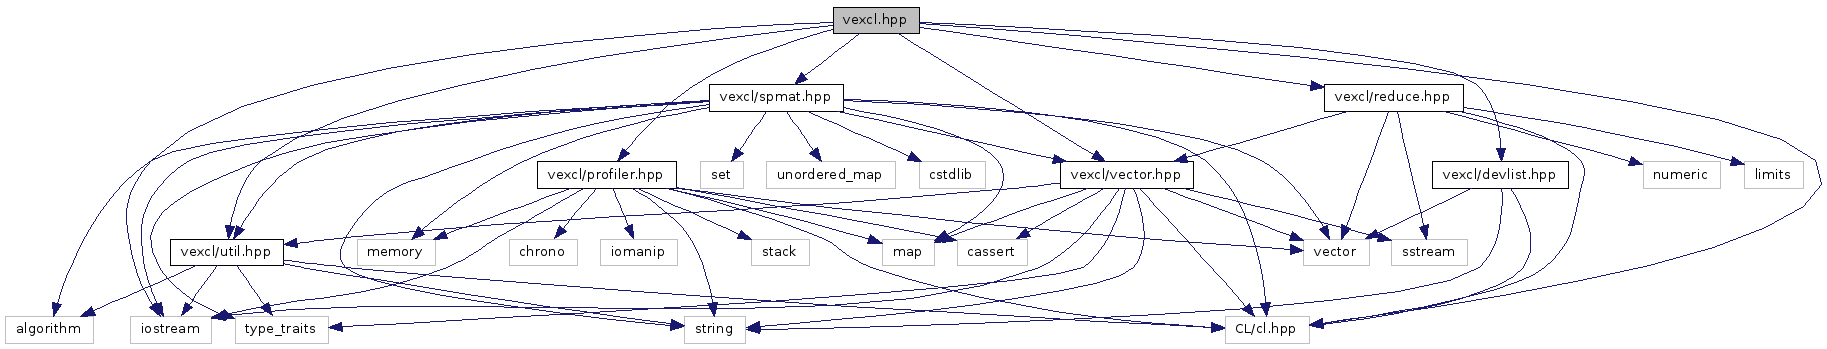 vexcl.hpp
vexcl/spmat.hpp
vexcl/reduce.hpp
vexcl/profiler.hpp
set
unordered_map
cstdlib
vexcl/vector.hpp
vexcl/devlist.hpp
numeric
limits
vexcl/util.hpp
memory
chrono
iomanip
stack
map
cassert
vector
sstream
algorithm
iostream
type_traits
string
CL/cl.hpp